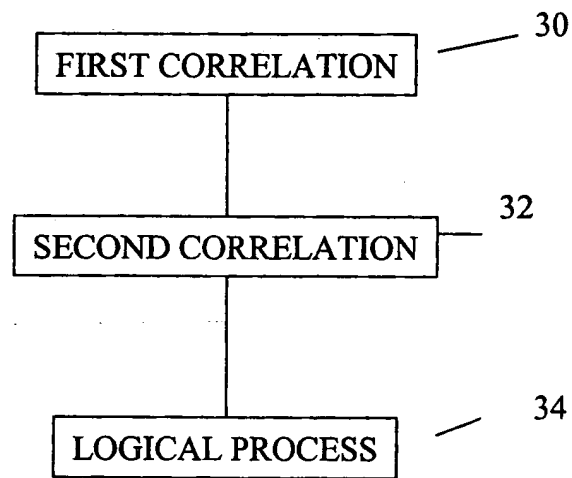 30
FIRST CORRELATION
32
SECOND CORRELATION
34
LOGICAL PROCESS